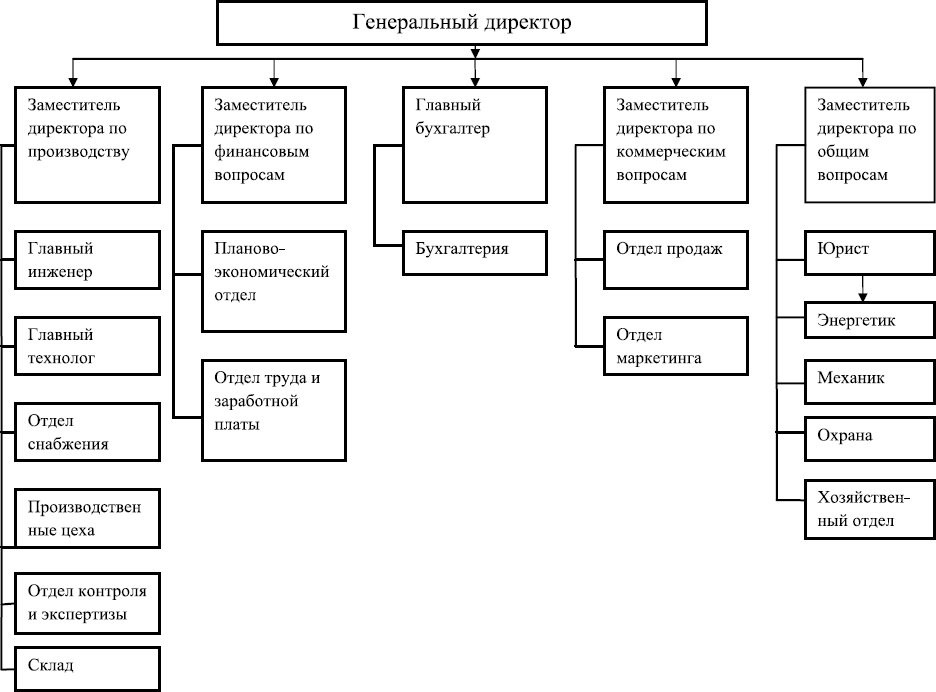 Генеральный директор
Заместитель
директора по
производству
Главный
инженер
Главный
технолог
Отдел
снабжения
Производствен
ные цеха
Отдел контроля
и экспертизы
Склад
Заместитель
директора по
финансовым
вопросам
Планово-
экономический
отдел
Отдел труда и
заработной
платы
Главный
бухгалтер
Бухгалтерия
Заместитель
директора по
коммерческим
вопросам
Отдел продаж
Отдел
маркетинга
Заместитель
директора по
общим
вопросам
Юрист
Энергетик
Механик
Охрана
Хозяйствен-
ный отдел